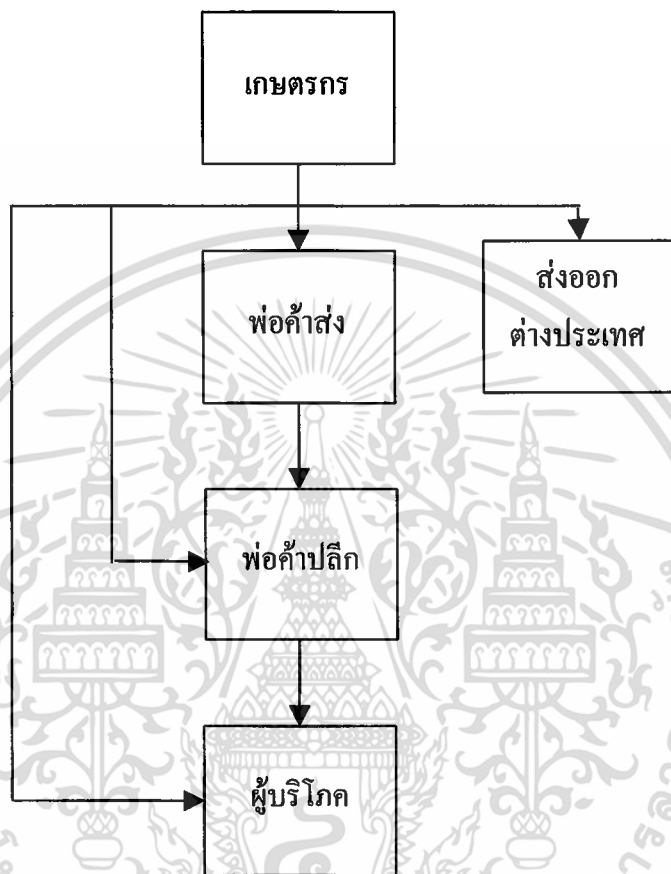 เกษตรกร
พ่อค้าส่ง
ส่งออก
ต่างประเทศ
พ่อค้าปลีก
ผู้บริโภค